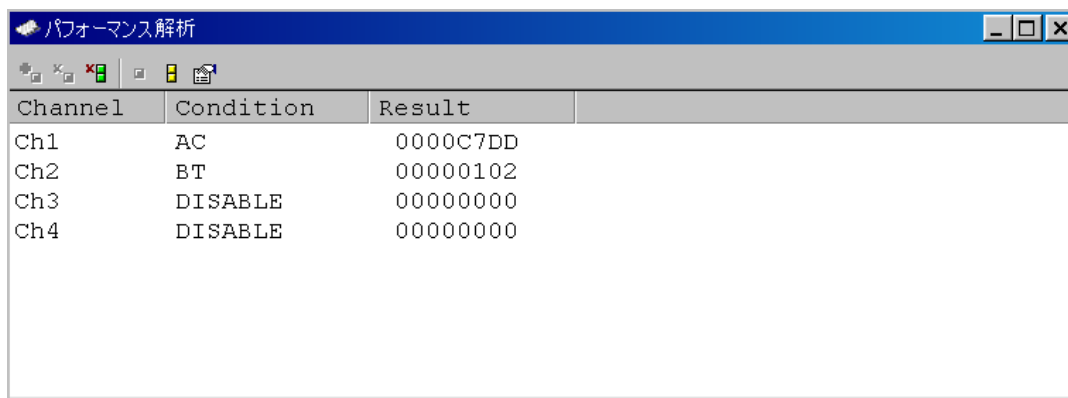 パフォーマンス解析
Channel Condition Result
Ch1 AC 0000C7DD
Ch2 BT 00000102
Ch3 DISABLE 00000000
Ch4 DISABLE 00000000